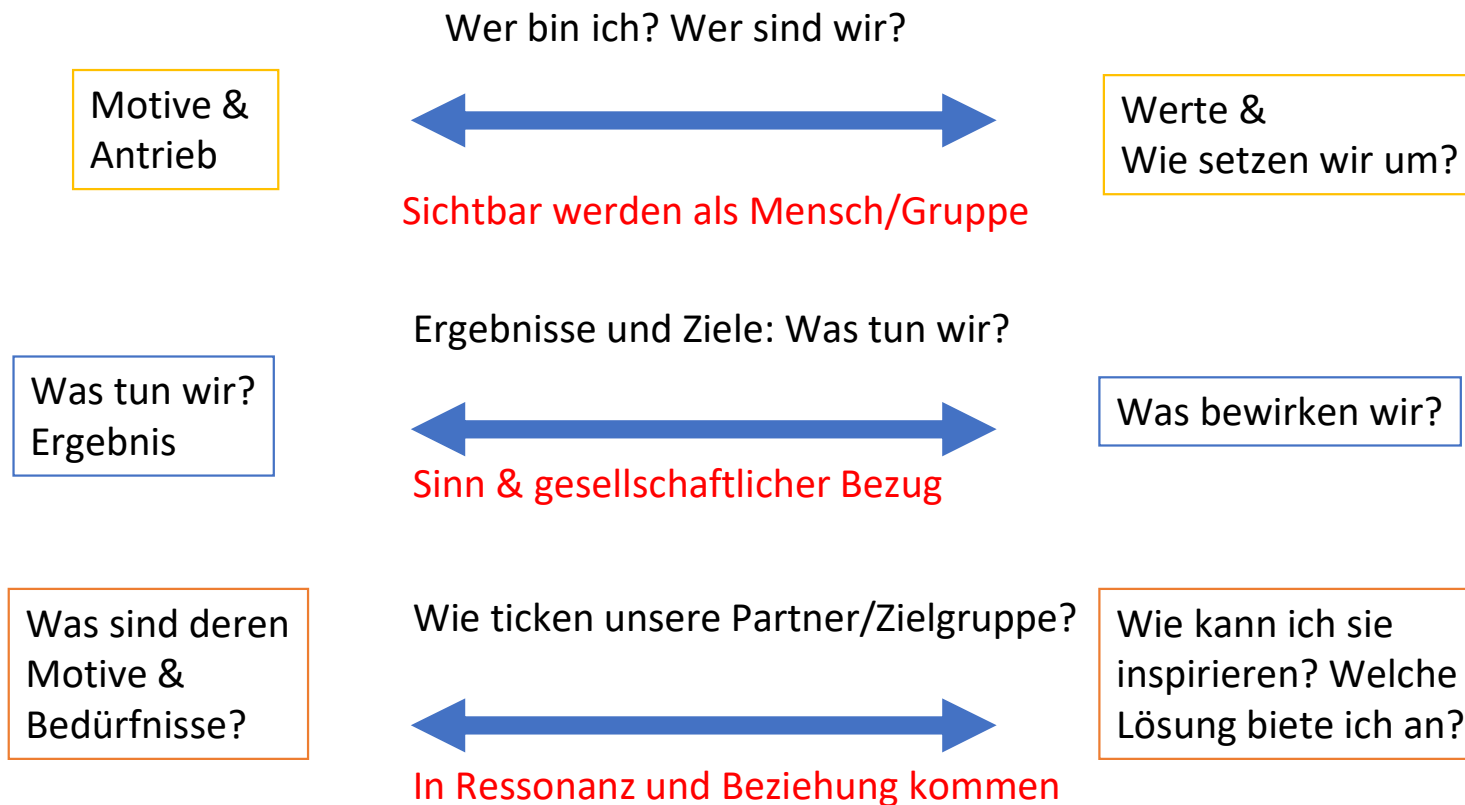 Wer bin ich? Wer sind wir?
Motive &
Antrieb
Werte &
Wie setzen wir um?
Sichtbar werden als Mensch/Gruppe
Ergebnisse und Ziele: Was tun wir?
Was tun wir?
Ergebnis
Was bewirken wir?
Sinn & gesellschaftlicher Bezug
Wie ticken unsere Partner/Zielgruppe?
Was sind deren
Motive &
Bedürfnisse?
Wie kann ich sie
inspirieren? Welche
Lösung biete ich an?
In Ressonanz und Beziehung kommen